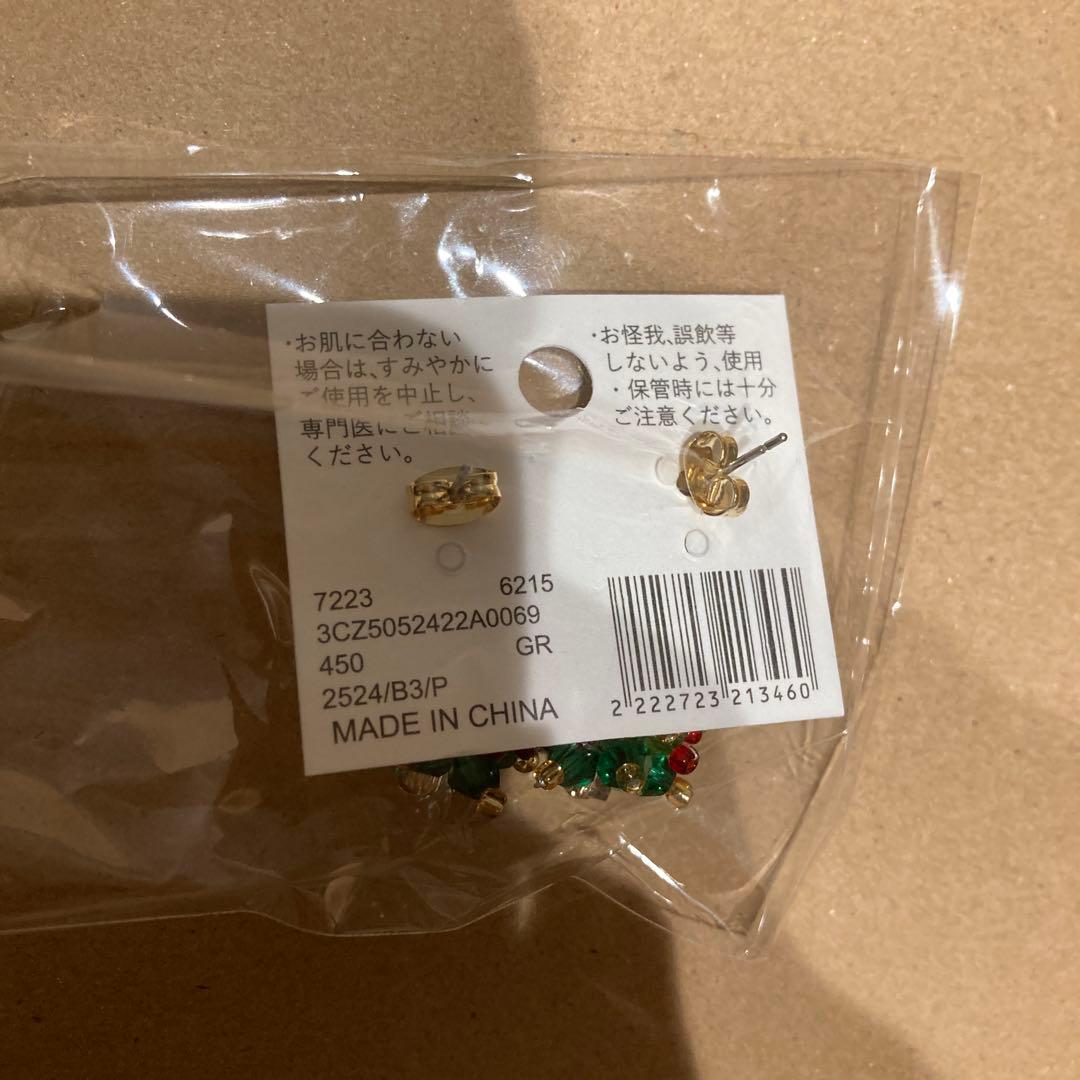 ・お肌に合わない
場合は、すみやかに
ご使用を中止し、
専門医にご相談
ください。
・お怪我、誤飲等
しないよう、使用
・保管時には十分
ご注意ください。
7223 6215
3CZ5052422A0069
450 GR
2524/B3/P
MADE IN CHINA
2 222723 213460